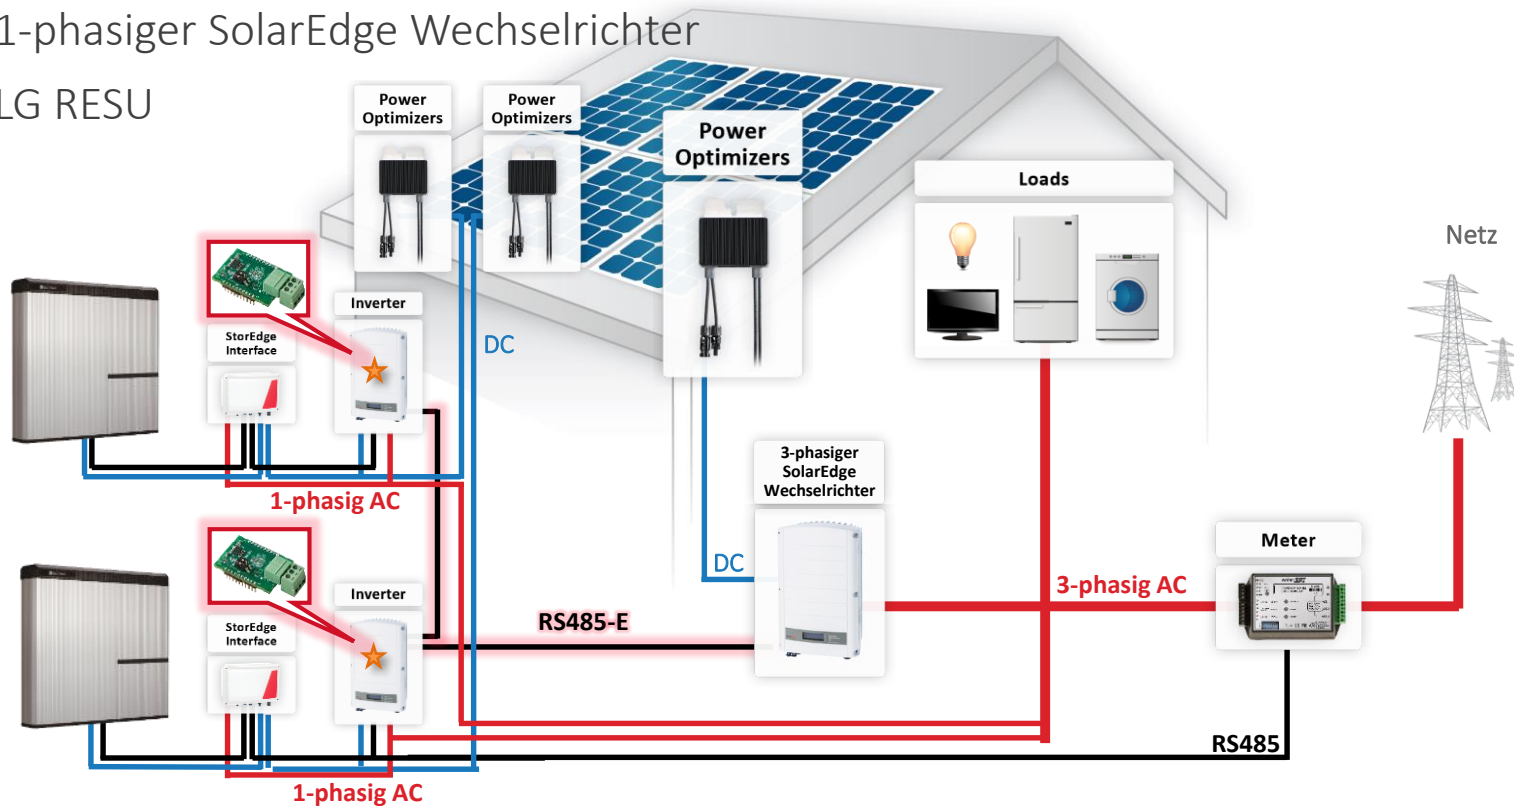 1-phasiger SolarEdge Wechselrichter
LG RESU
Power
Optimizers
Power
Optimizers
Power
Optimizers
Loads
Netz
Inverter
StorEdge
Interface
DC
1-phasig AC
3-phasiger
SolarEdge
Wechselrichter
DC
Meter
3-phasig AC
Inverter
RS485-E
StorEdge
Interface
RS485
1-phasig AC